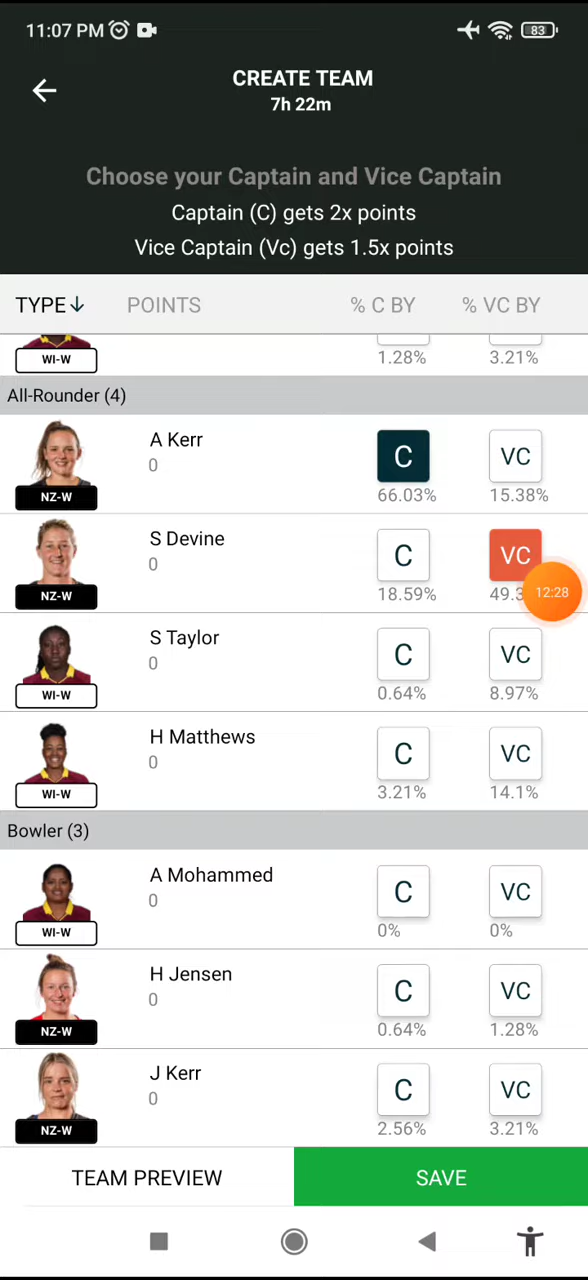 11:07 PM
83
CREATE TEAM
7h 22m
Choose your Captain and Vice Captain
Captain (C) gets 2x points
Vice Captain (Vc) gets 1.5x points
TYPE↓ POINTS % C BY % VC BY
WI-W 1.28% 3.21%
All-Rounder (4)
A Kerr
0
C VC
NZ-W 66.03% 15.38%
S Devine
0
C VC
12:28
NZ-W 18.59%
S Taylor
0
C VC
WI-W 0.64% 8.97%
H Matthews
0
C VC
WI-W 3.21% 14.1%
Bowler (3)
A Mohammed
0
C VC
WI-W 0% 0%
H Jensen
0
C VC
NZ-W 0.64% 1.28%
J Kerr
0
C VC
NZ-W 2.56% 3.21%
TEAM PREVIEW SAVE